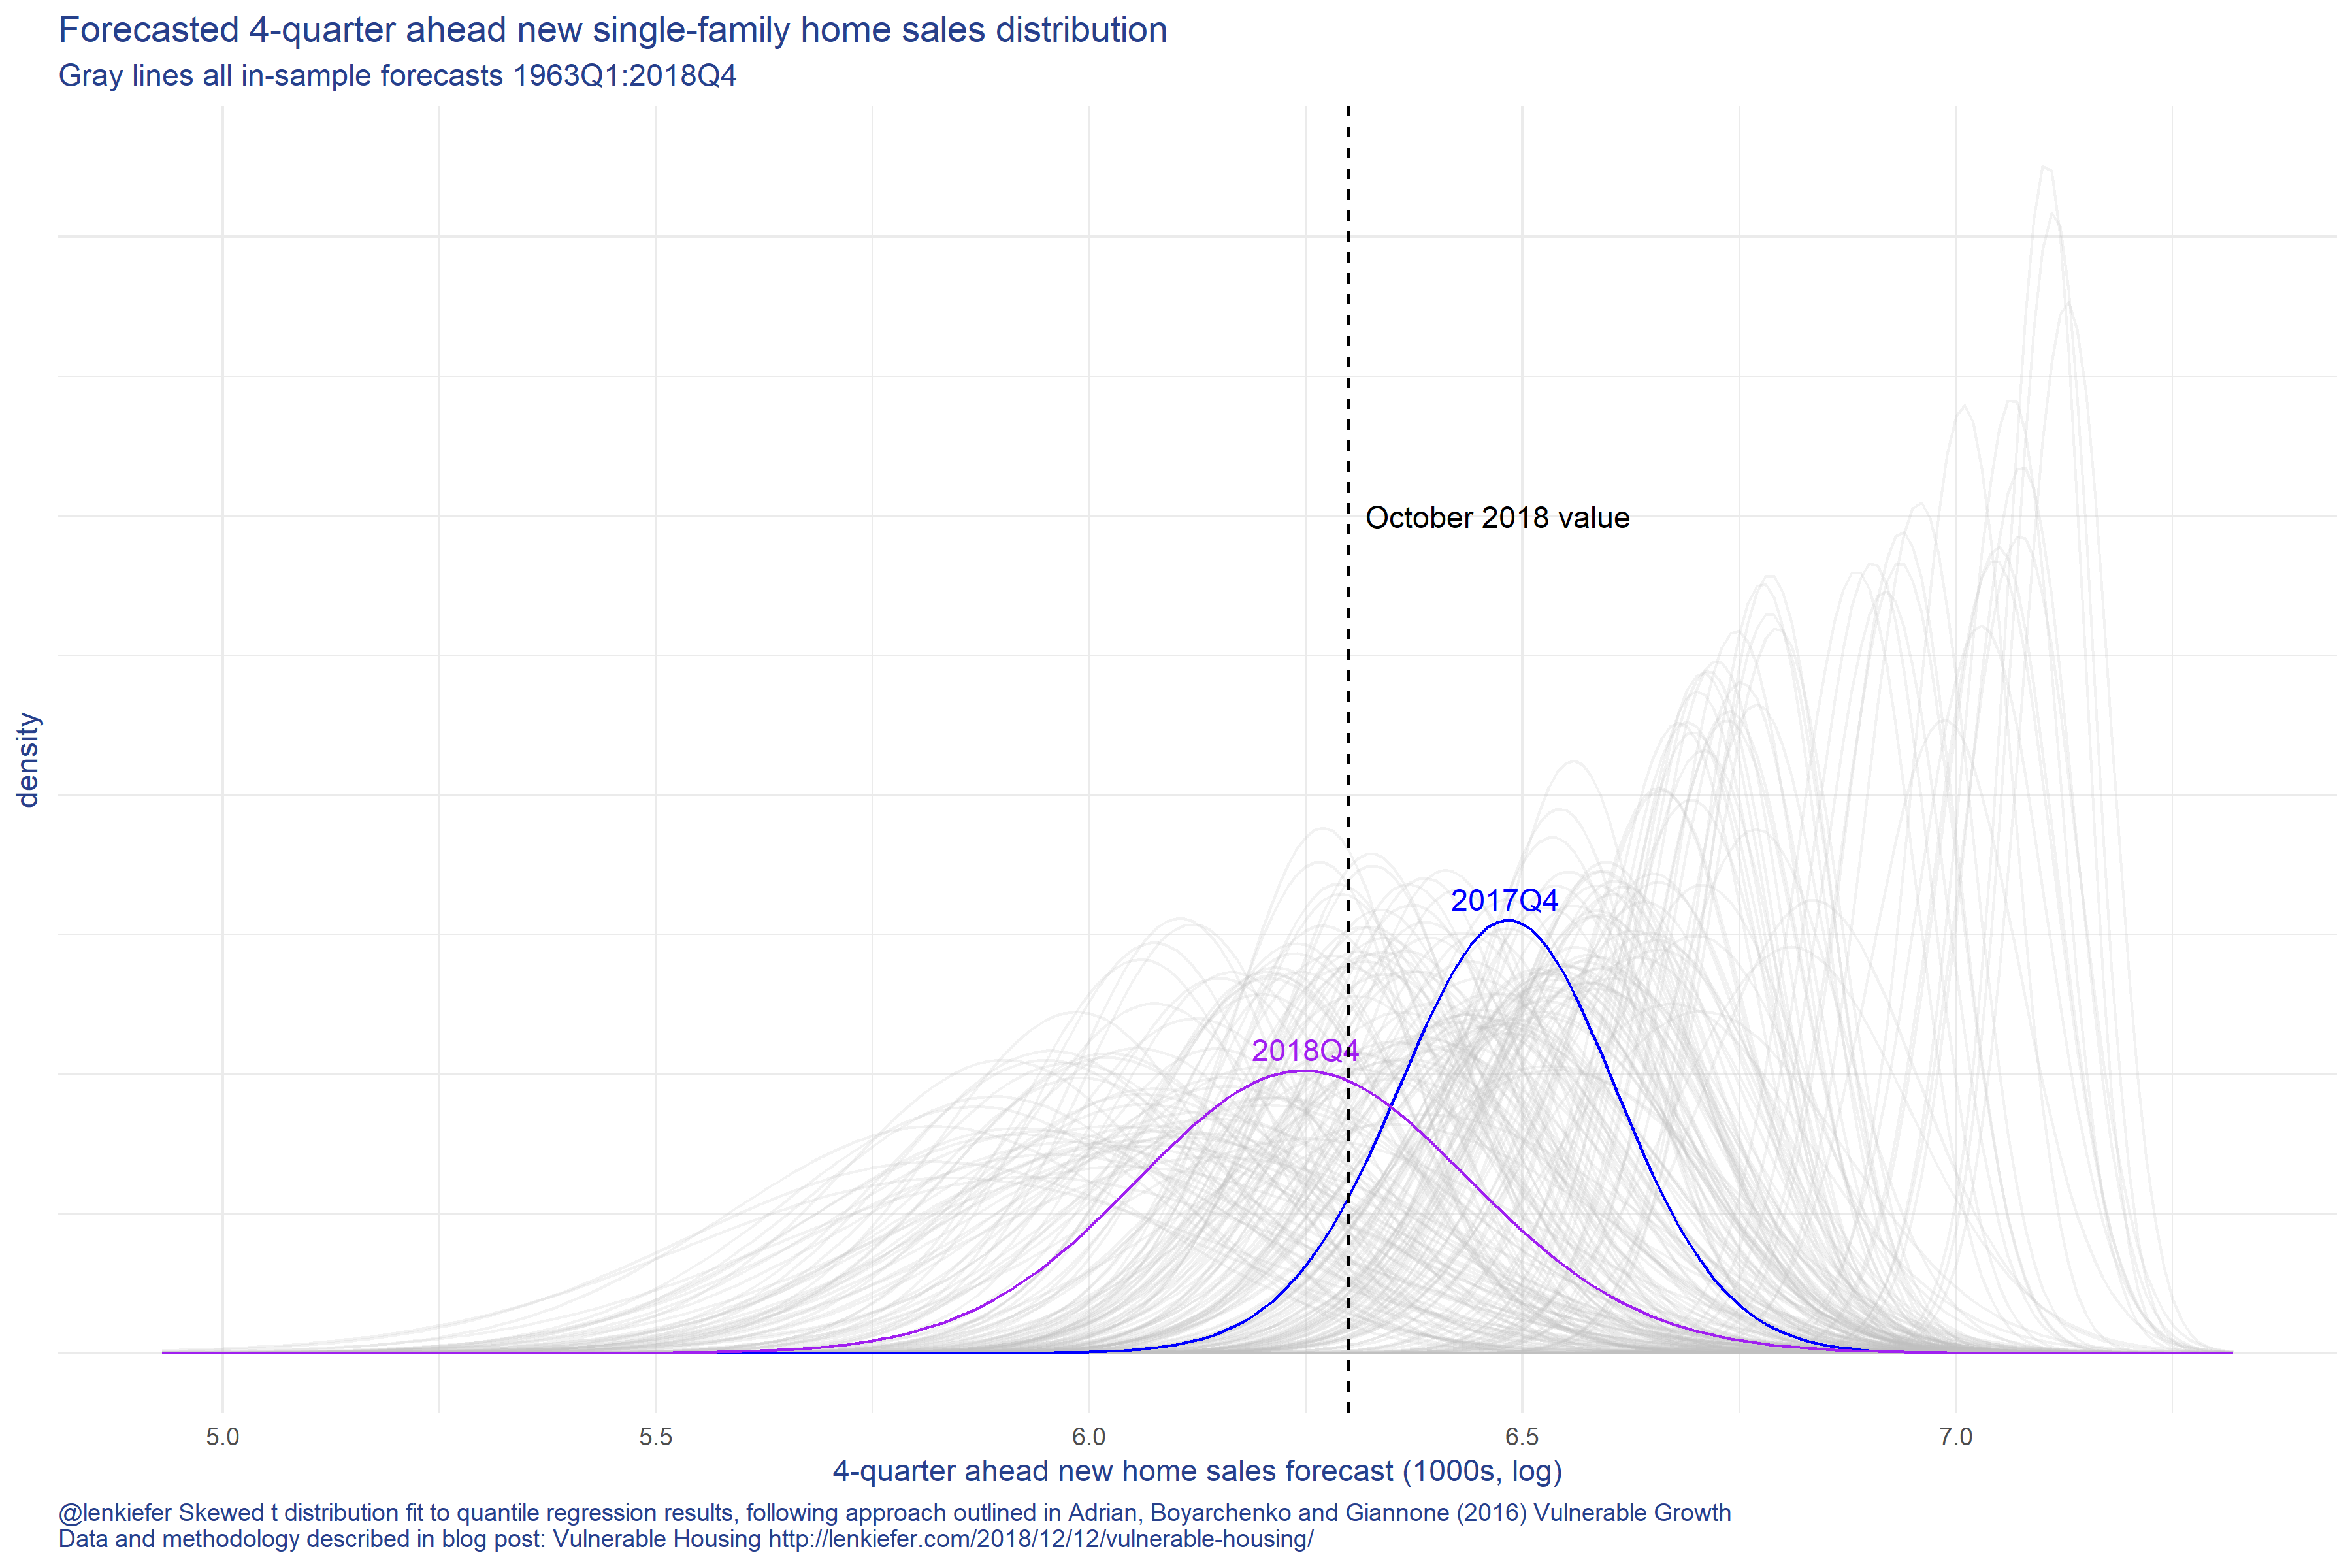 Forecasted 4-quarter ahead new single-family home sales distribution
Gray lines all in-sample forecasts 1963Q1:2018Q4
October 2018 value
density
2017Q4
2018Q4
5.0 5.5 6.0 6.5 7.0
4-quarter ahead new home sales forecast (1000s, log)
@lenkiefer Skewed t distribution fit to quantile regression results, following approach outlined in Adrian, Boyarchenko and Giannone (2016) Vulnerable Growth
Data and methodology described in blog post: Vulnerable Housing http://lenkiefer.com/2018/12/12/vulnerable-housing/